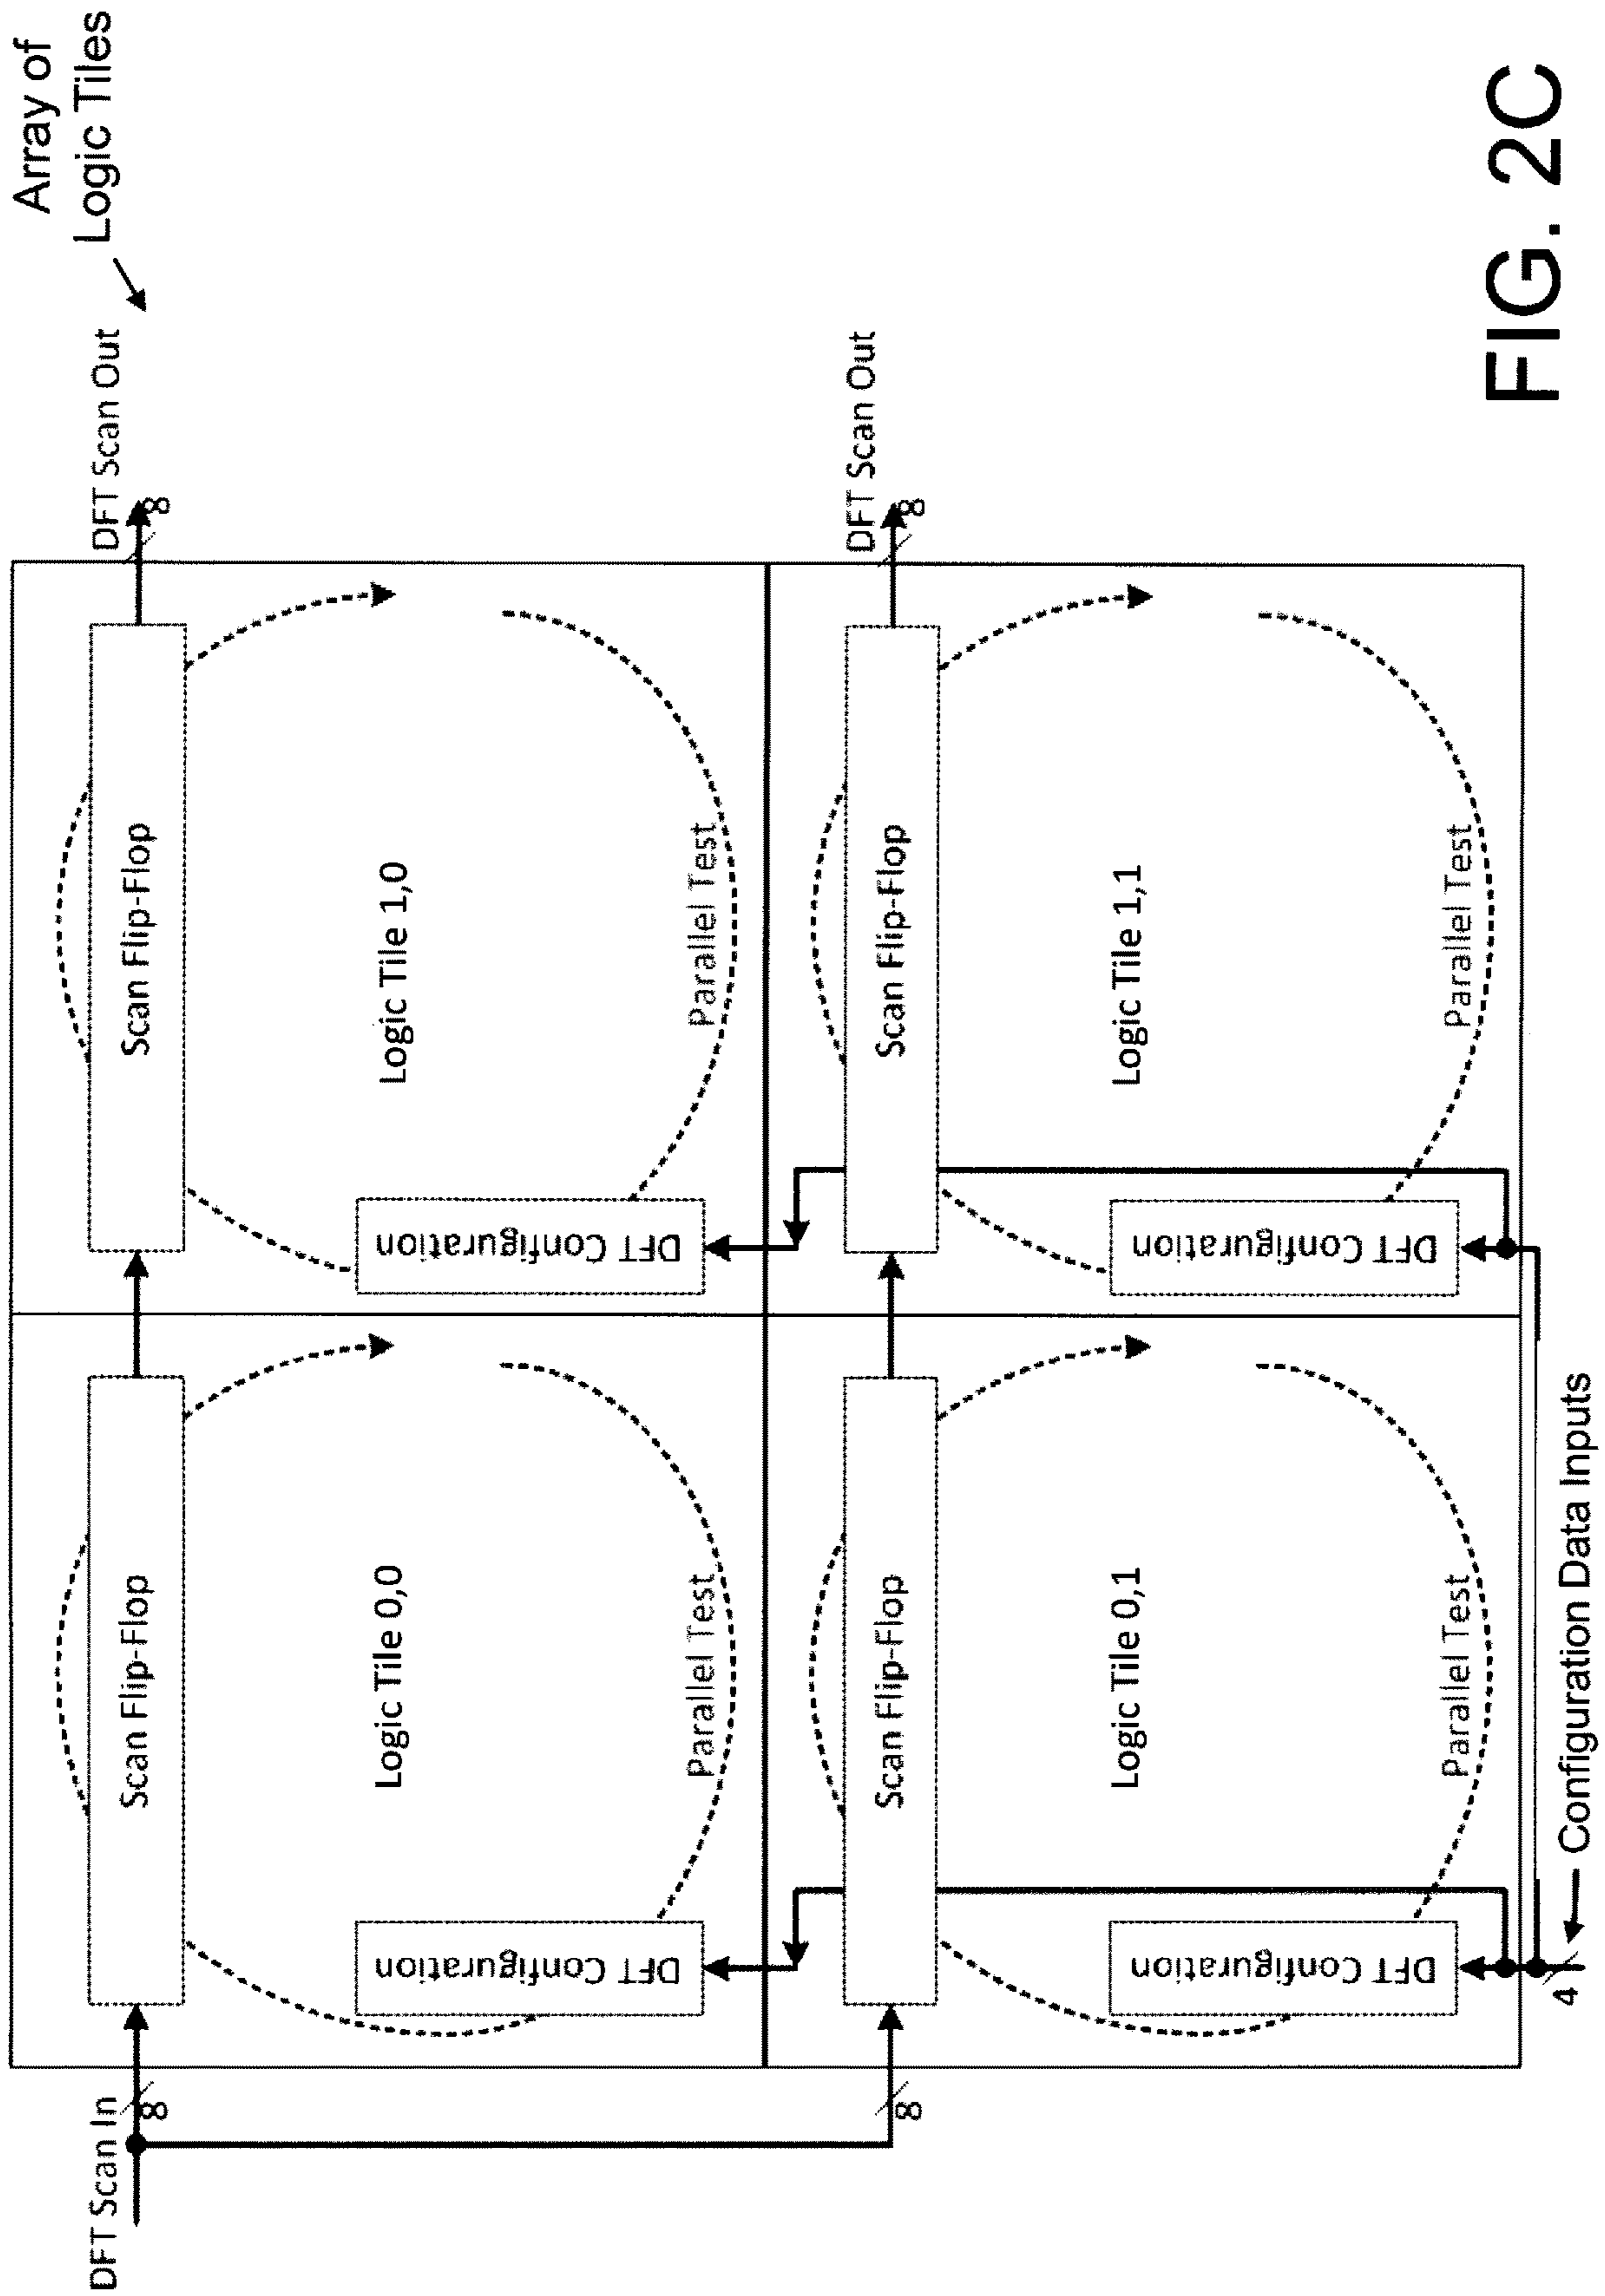 Array of
Logic Tiles
DFT Scan In
8
Scan Flip-Flop
Scan Flip-Flop
DFT Scan Out
8
Logic Tile 0,0
Logic Tile 1,0
DFT Configuration
DFT Configuration
Parallel Test
Parallel Test
8
Scan Flip-Flop
Scan Flip-Flop
DFT Scan Out
8
Logic Tile 0,1
Logic Tile 1,1
DFT Configuration
DFT Configuration
Parallel Test
Parallel Test
4
Configuration Data Inputs
FIG. 2C